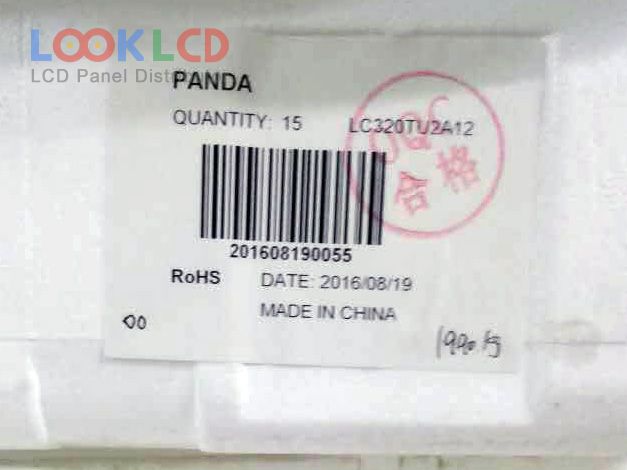 LOOKLCD
LCD Panel Dist
PANDA
QUANTITY: 15 LC320TU2A12
OQC
合格
201608190055
RoHS DATE: 2016/08/19
MADE IN CHINA